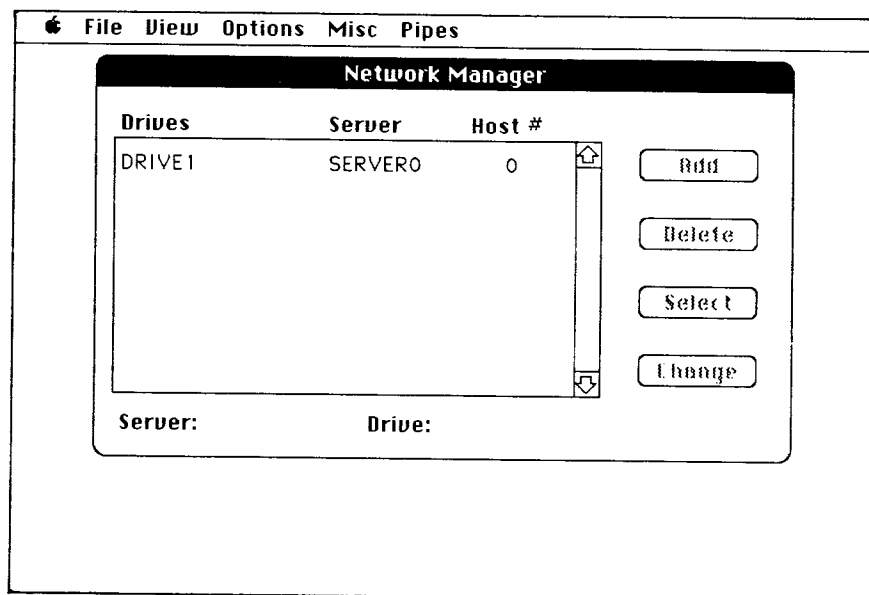 File View Options Misc Pipes
Network Manager
Drives Server Host #
DRIVE1 SERVER0 0
Add
Delete
Select
Change
Server: Drive: